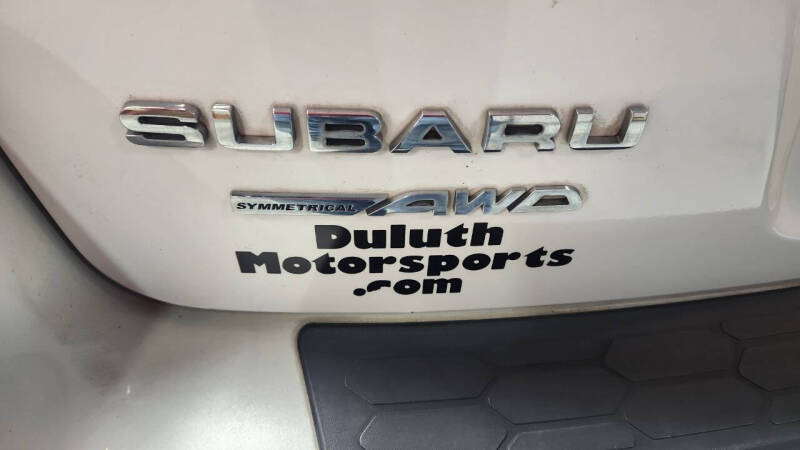 SUBARU
SYMMETRICAL AWD
Duluth
Motorsports
.com